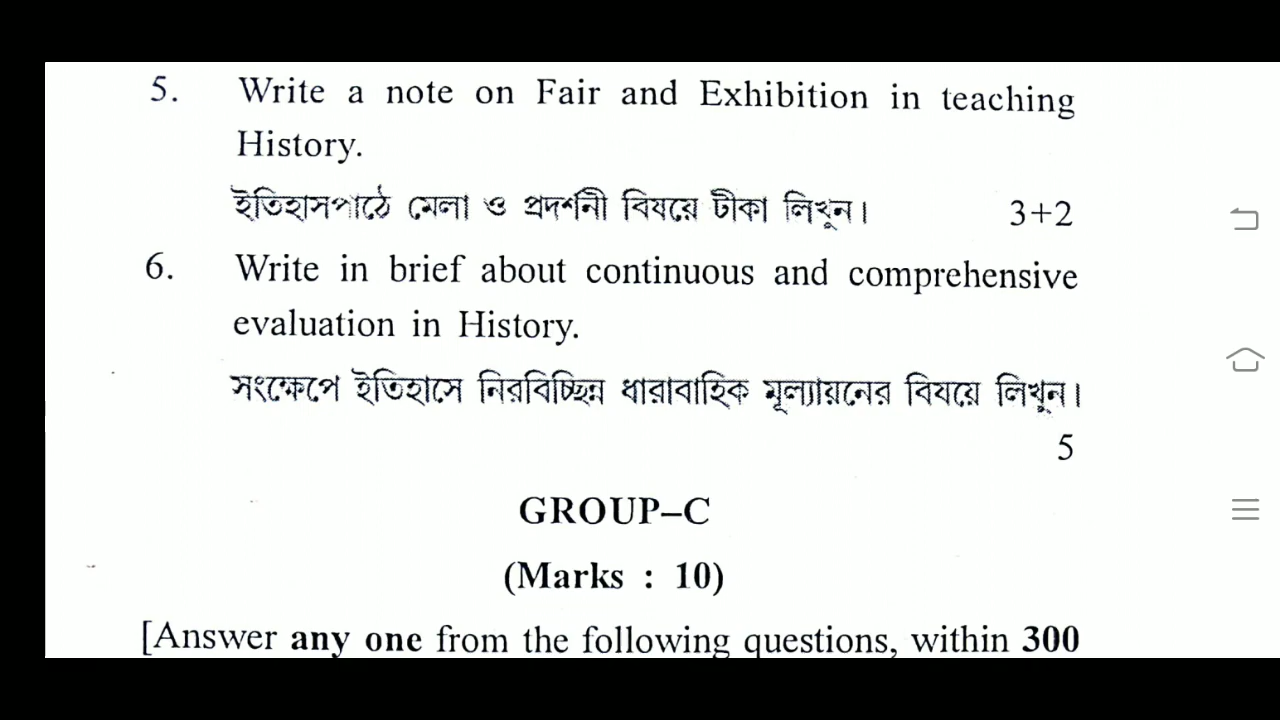 5. Write a note on Fair and Exhibition in teaching
History.
ইতিহাসপাঠে মেলা ও প্রদর্শনী বিষয়ে টীকা লিখুন। 3+2
6. Write in brief about continuous and comprehensive
evaluation in History.
সংক্ষেপে ইতিহাসে নিরবিচ্ছিন্ন ধারাবাহিক মূল্যায়নের বিষয়ে লিখুন।
5
GROUP–C
(Marks : 10)
[Answer any one from the following questions, within 300